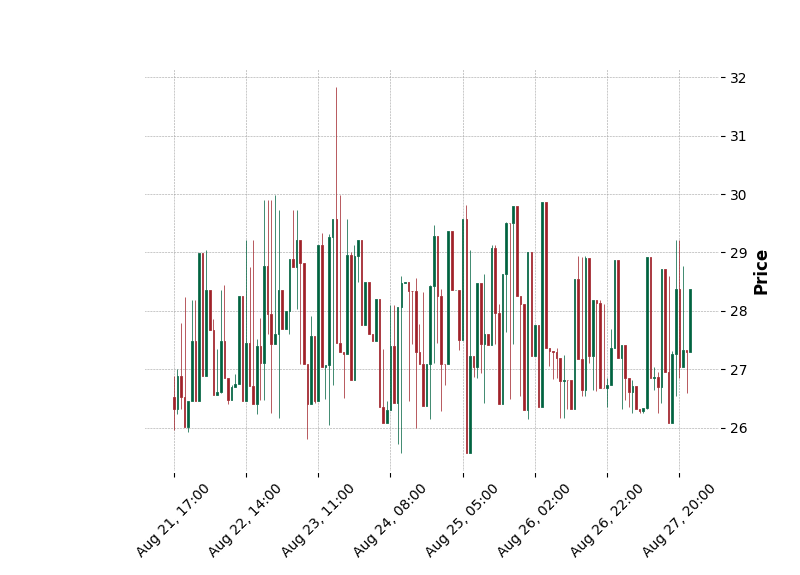 32
31
30
29
28
27
26
Price
Aug 21, 17:00
Aug 22, 14:00
Aug 23, 11:00
Aug 24, 08:00
Aug 25, 05:00
Aug 26, 02:00
Aug 26, 22:00
Aug 27, 20:00